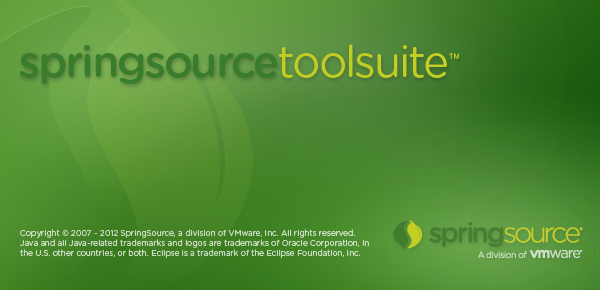 springsourcetoolsuite™
Copyright © 2007 - 2012 SpringSource, a division of VMware, Inc. All rights reserved.
Java and all Java-related trademarks and logos are trademarks of Oracle Corporation, in
the U.S. other countries, or both. Eclipse is a trademark of the Eclipse Foundation, Inc.
springsource®
A division of vmware®